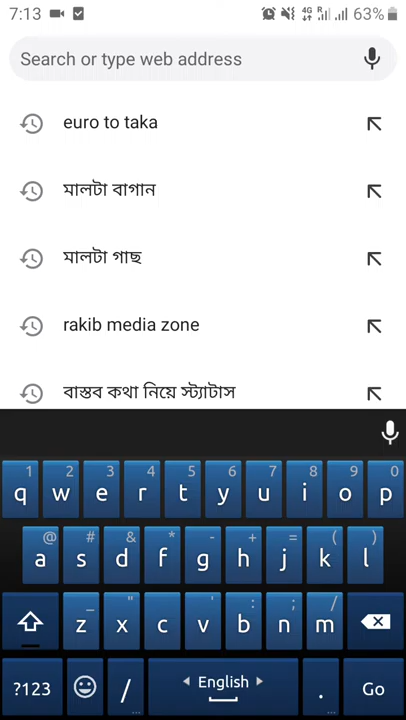 7:13 4G R 63%
Search or type web address
euro to taka
মালটা বাগান
মালটা গাছ
rakib media zone
বাস্তব কথা নিয়ে স্ট্যাটাস
1 2 3 4 5 6 7 8 9 0
q w e r t y u i o p
@ # & * - + = ( )
a s d f g h j k l
_ " ' : ; /
z x c v b n m
?123 / English . Go